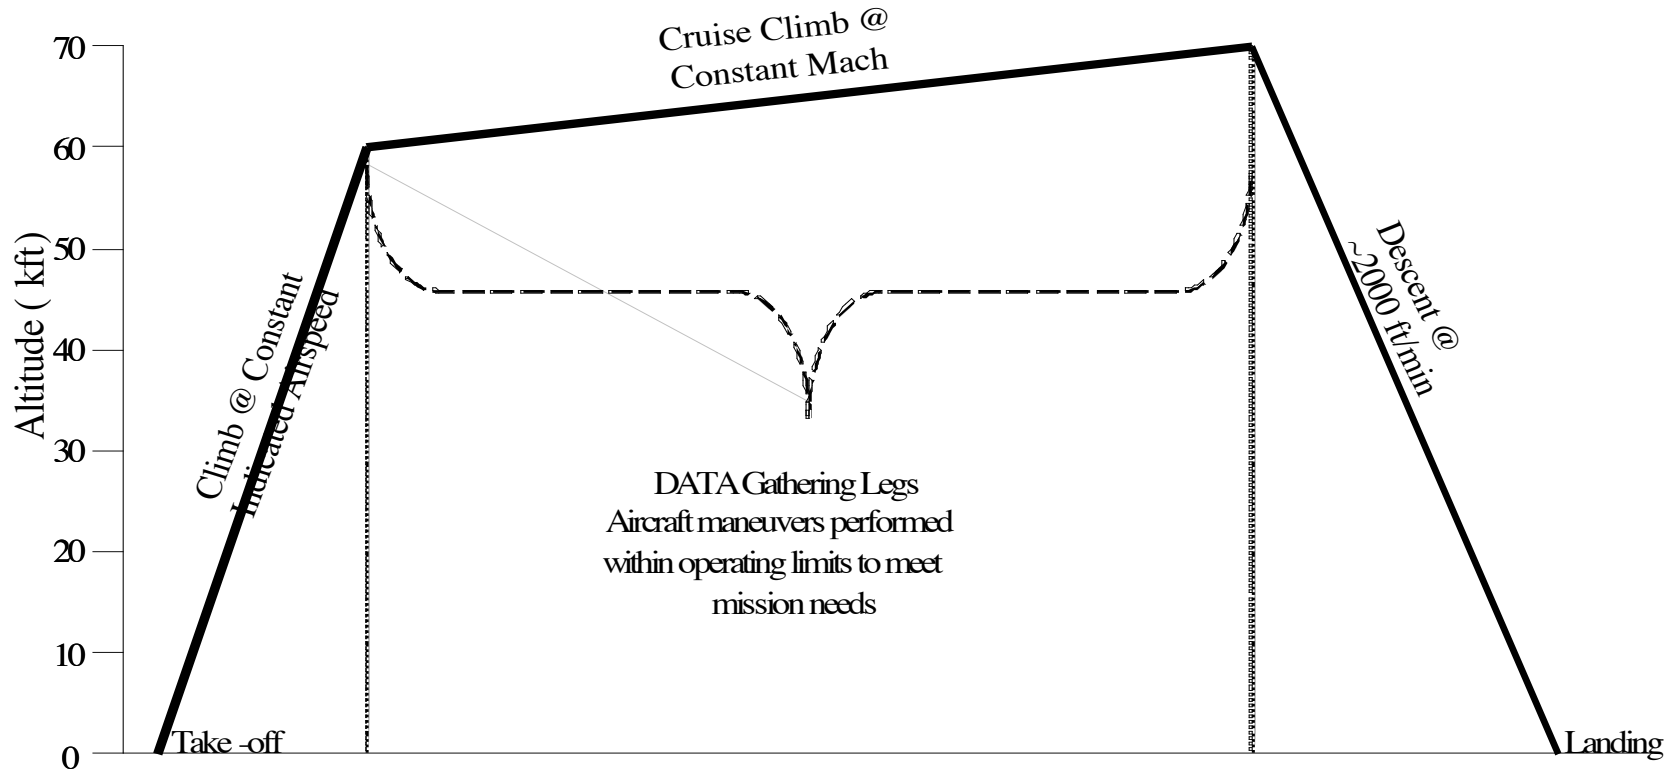 Cruise Climb @
Constant Mach
70
60
50
40
30
20
10
0
Altitude ( kft)
Climb @ Constant
Indicated Airspeed
Descent @
~2000 ft/min
DATA Gathering Legs
Aircraft maneuvers performed
within operating limits to meet
mission needs
Take -off
Landing